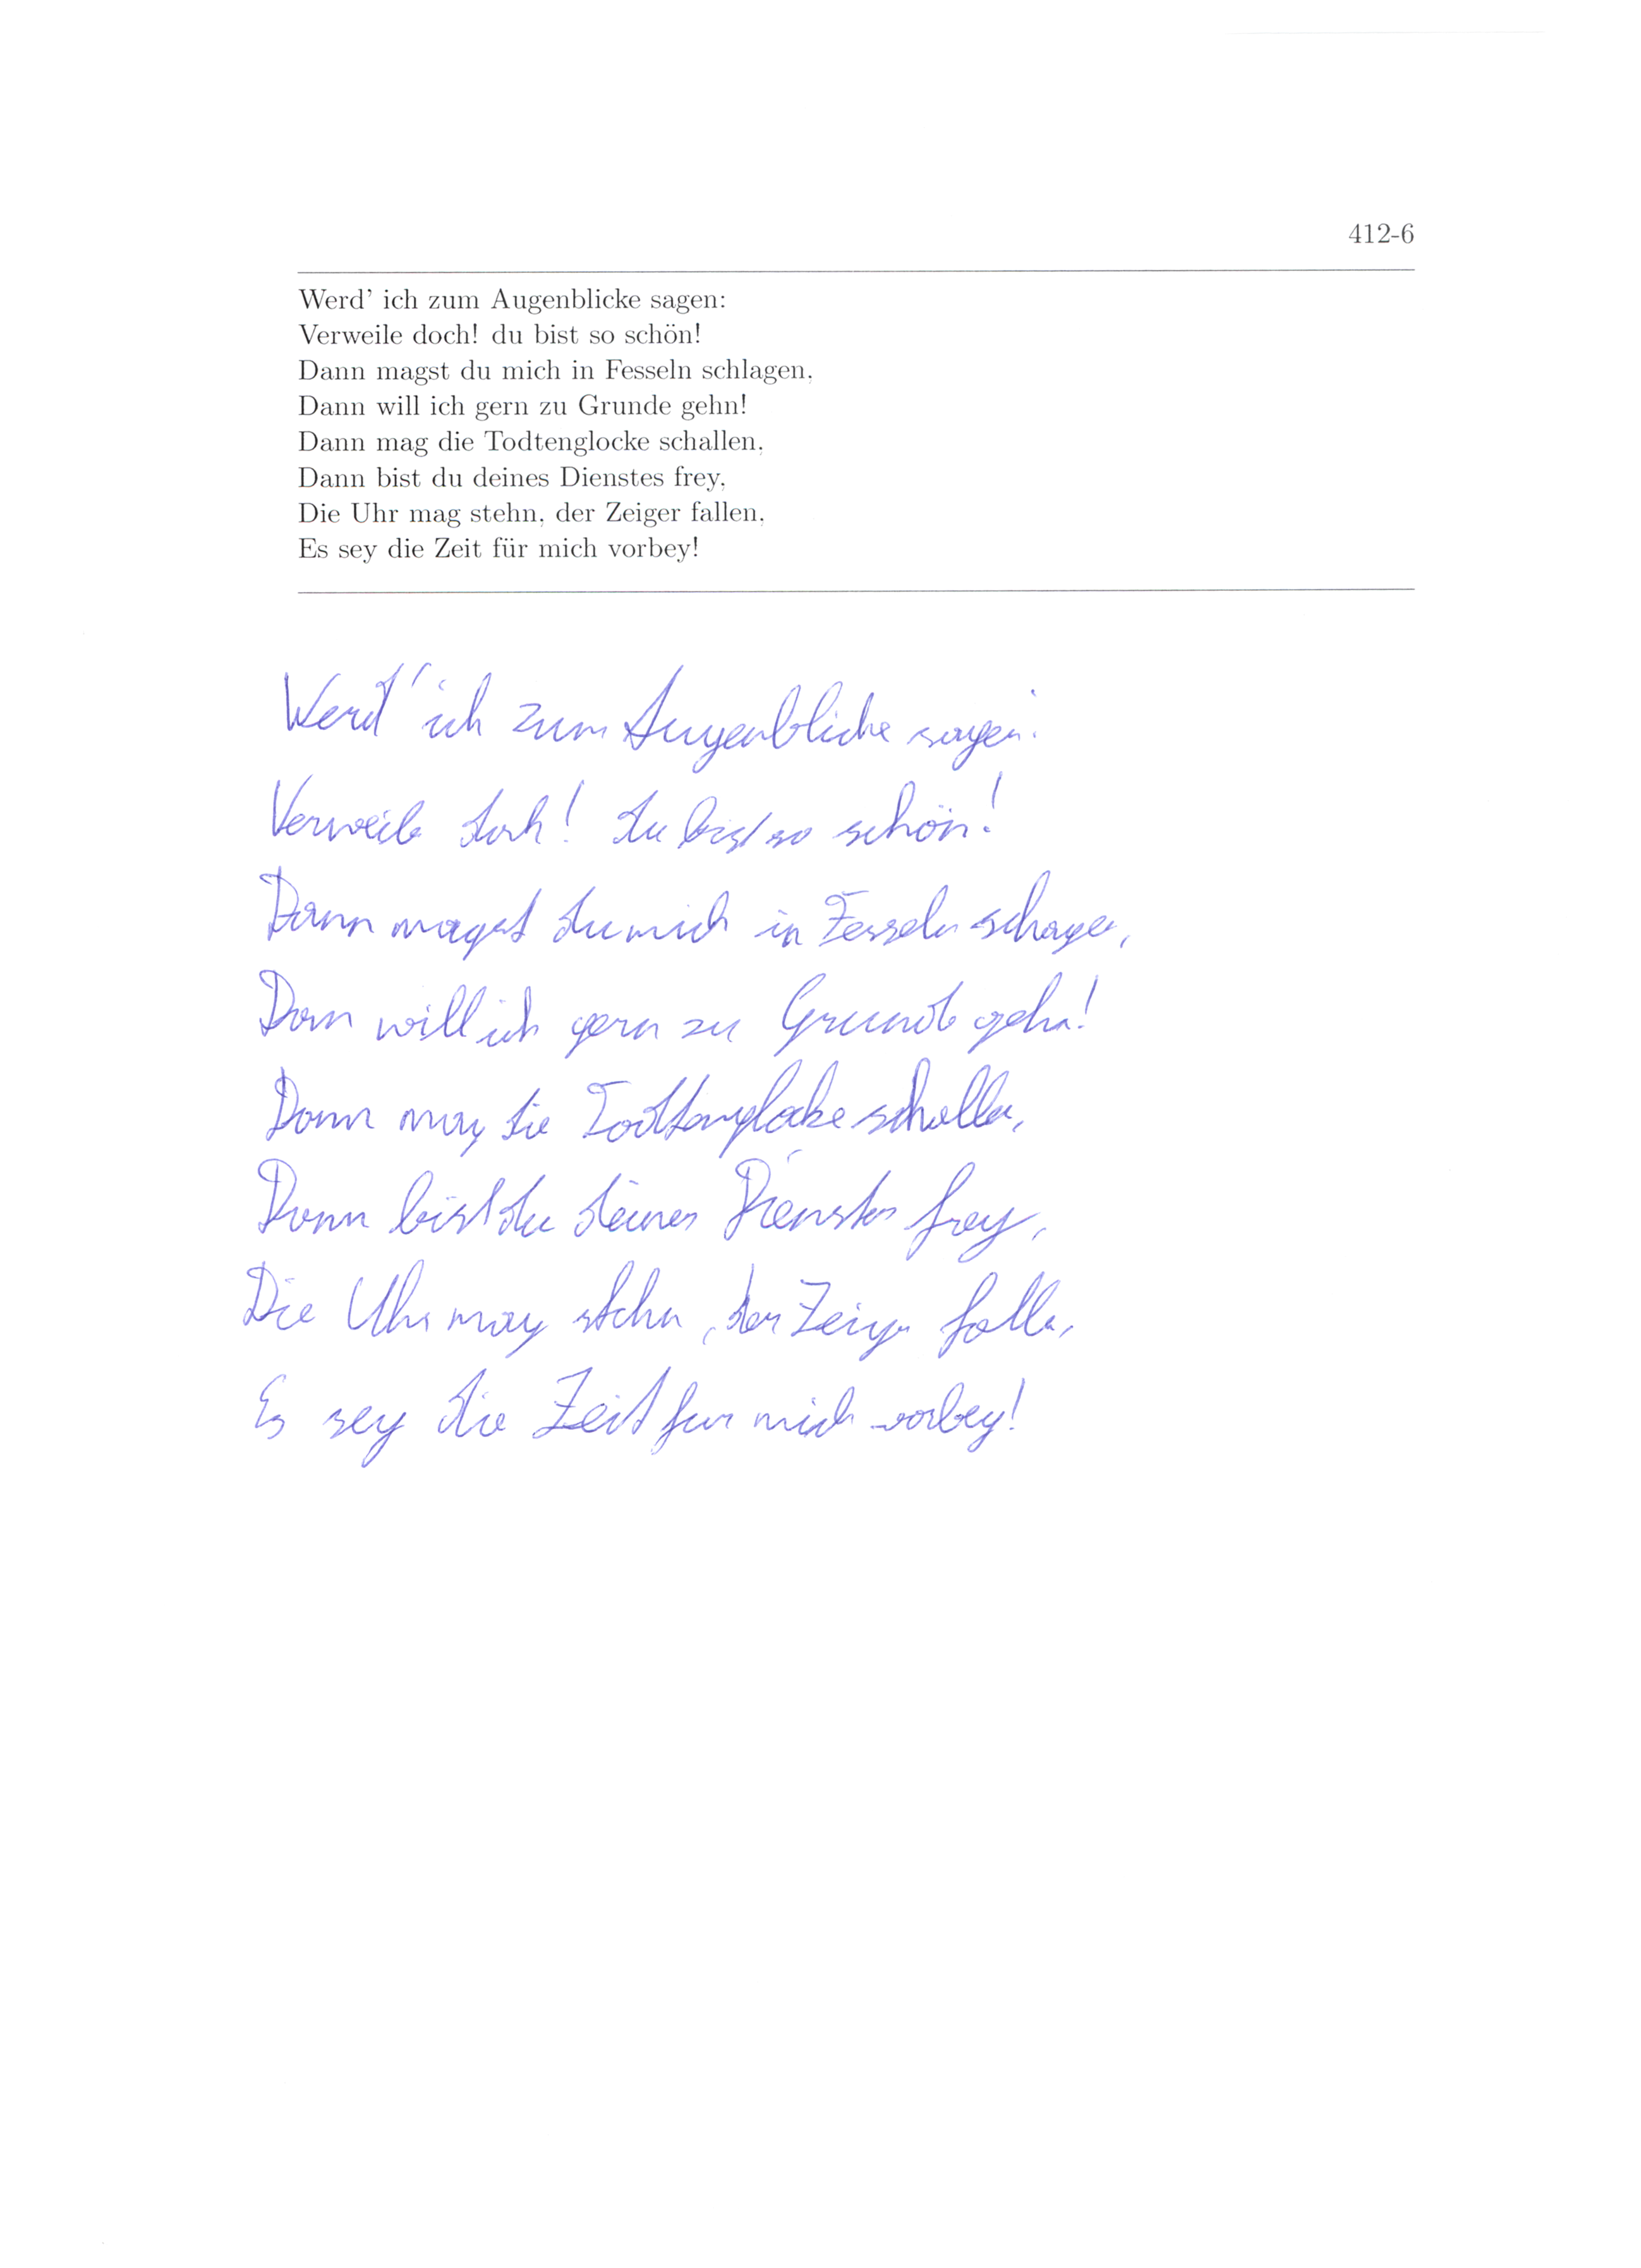 412-6
Werd' ich zum Augenblicke sagen:
Verweile doch! du bist so schön!
Dann magst du mich in Fesseln schlagen,
Dann will ich gern zu Grunde gehn!
Dann mag die Todtenglocke schallen,
Dann bist du deines Dienstes frey,
Die Uhr mag stehn, der Zeiger fallen,
Es sey die Zeit für mich vorbey!
Werd' ich zum Augenblicke sagen:
Verweile doch! du bist so schön!
Dann magst du mich in Fesseln schagen,
Dann will ich gern zu Grunde gehn!
Dann mag die Todtenglocke schallen,
Dann bist du deines Dienstes frey,
Die Uhr mag stehn, der Zeiger fallen,
Es sey die Zeit fur mich vorbey!